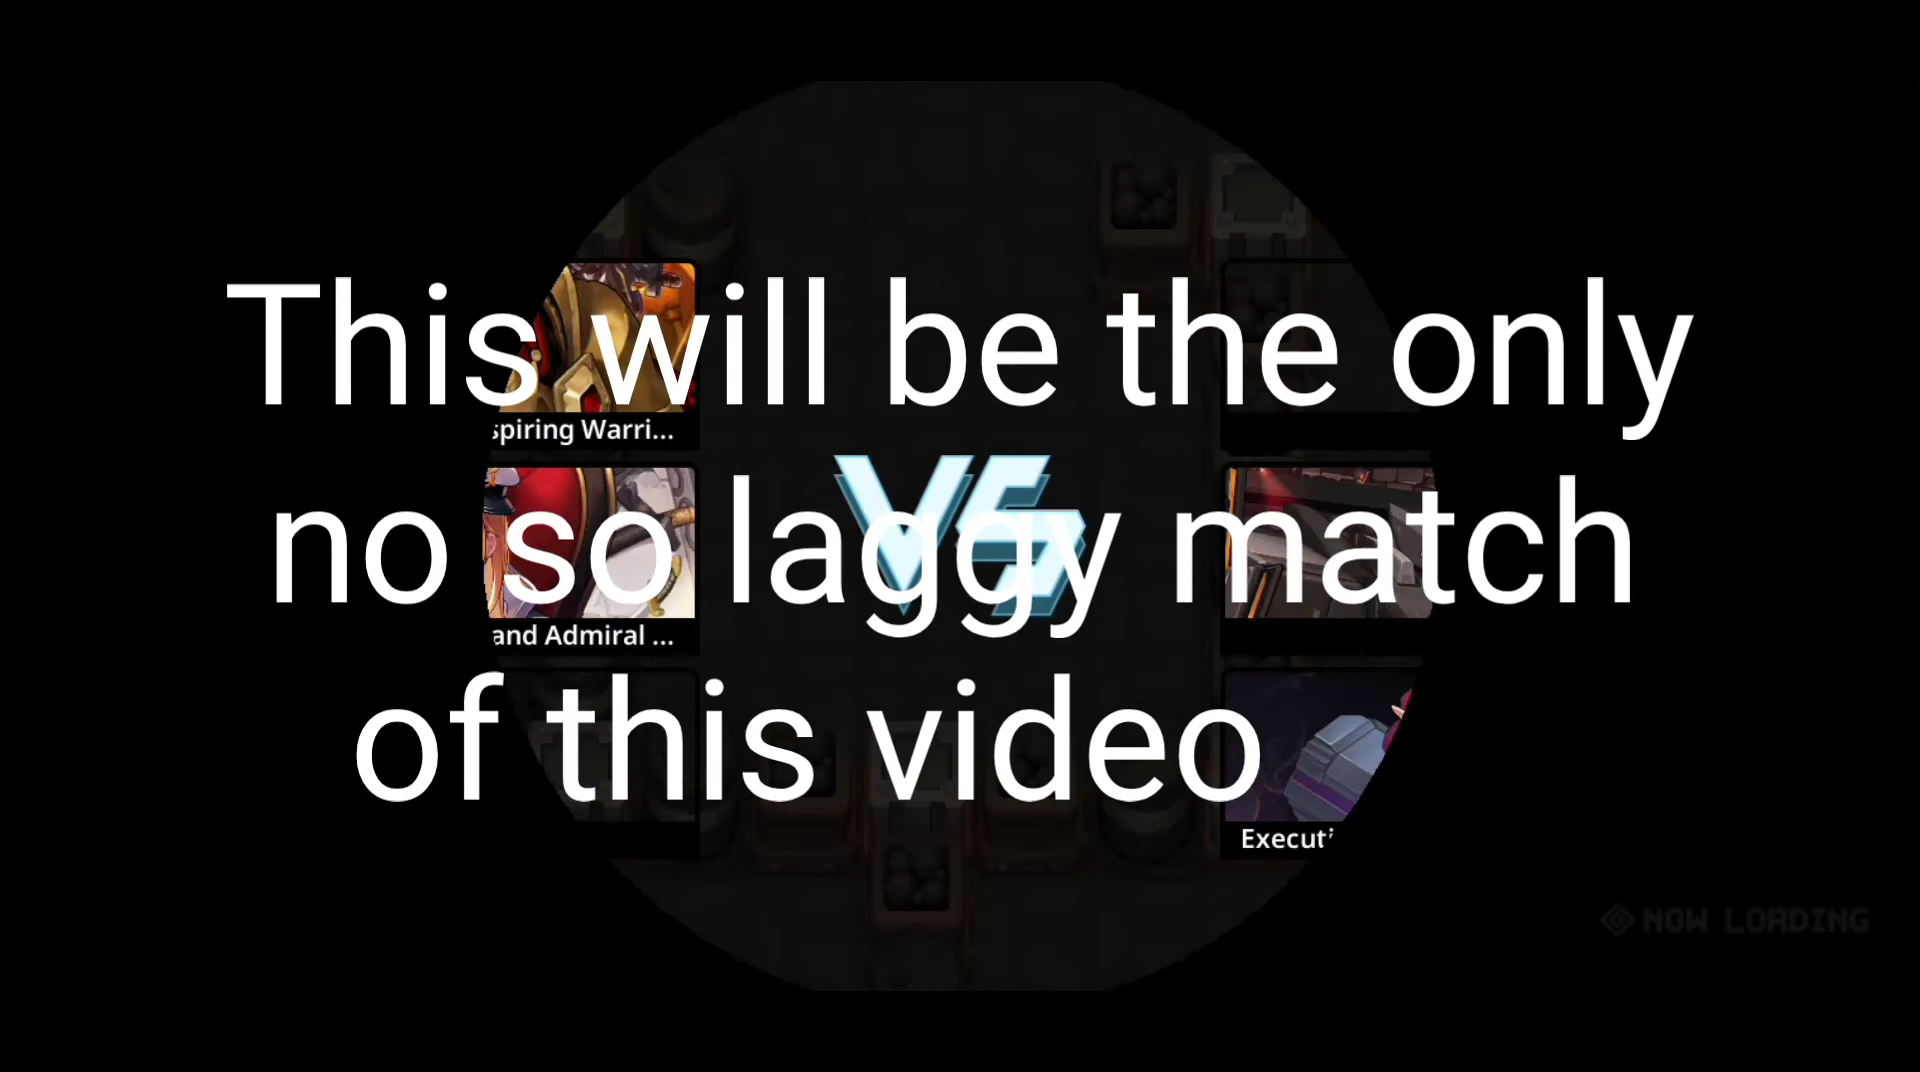 This will be the only
no so laggy match
of this video
spiring Warri...
VS
and Admiral ...
Executi
NOW LOADING